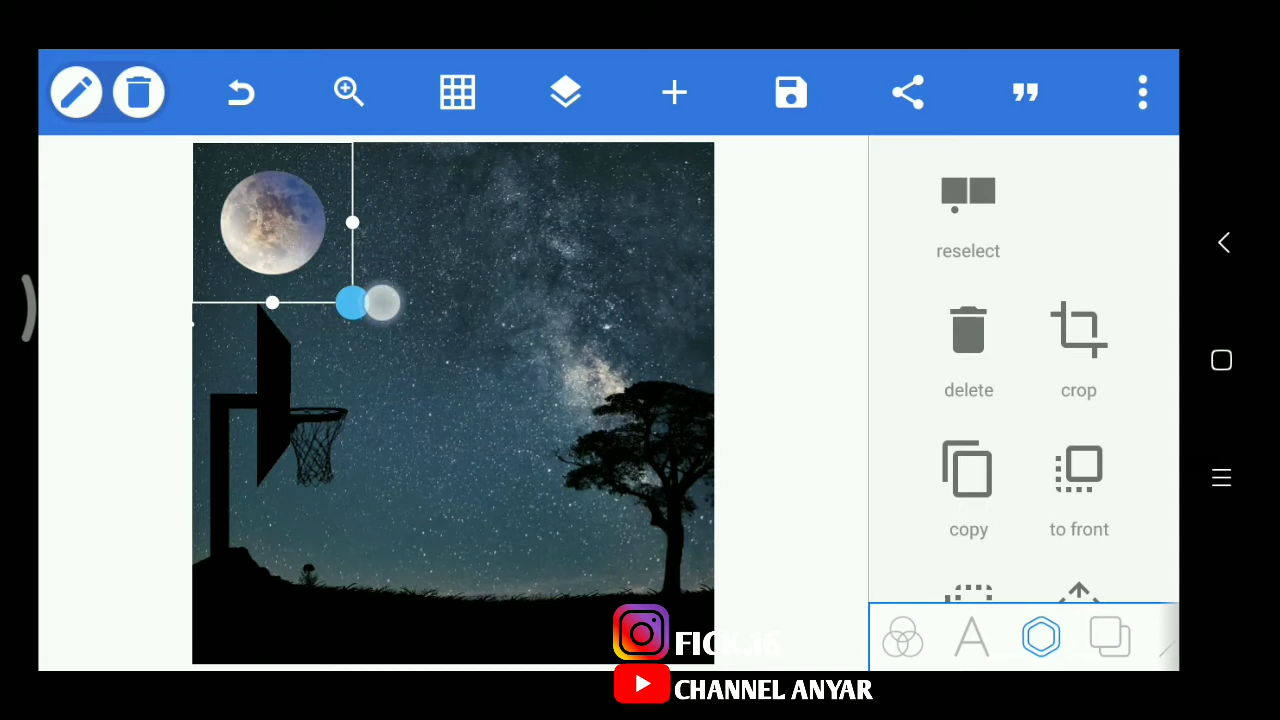 reselect
delete crop
copy to front
FICK.16
CHANNEL ANYAR